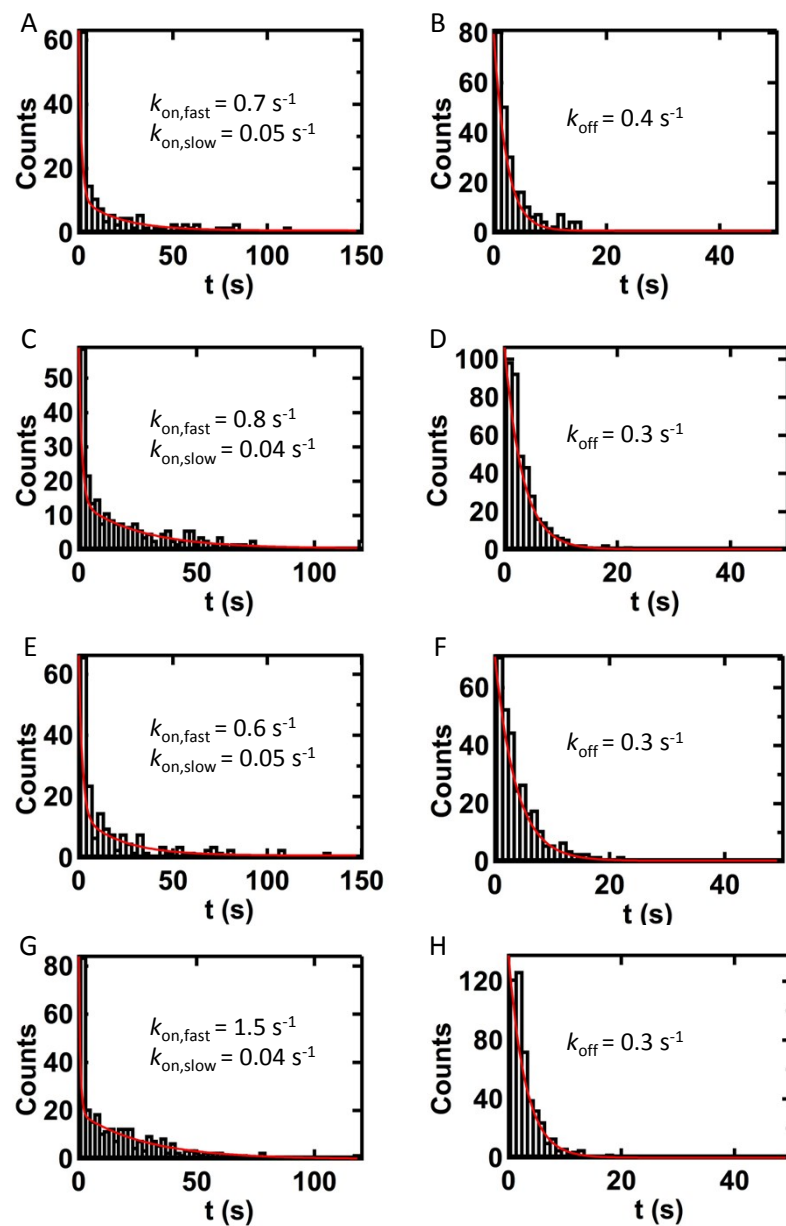 A
Counts
60
40
20
0
k_on,fast = 0.7 s⁻¹
k_on,slow = 0.05 s⁻¹
0 50 100 150
t (s)
B
Counts
80
60
40
20
0
k_off = 0.4 s⁻¹
0 20 40
t (s)
C
Counts
50
40
30
20
10
0
k_on,fast = 0.8 s⁻¹
k_on,slow = 0.04 s⁻¹
0 50 100
t (s)
D
Counts
100
80
60
40
20
0
k_off = 0.3 s⁻¹
0 20 40
t (s)
E
Counts
60
40
20
0
k_on,fast = 0.6 s⁻¹
k_on,slow = 0.05 s⁻¹
0 50 100 150
t (s)
F
Counts
60
40
20
0
k_off = 0.3 s⁻¹
0 20 40
t (s)
G
Counts
80
60
40
20
0
k_on,fast = 1.5 s⁻¹
k_on,slow = 0.04 s⁻¹
0 50 100
t (s)
H
Counts
120
80
40
0
k_off = 0.3 s⁻¹
0 20 40
t (s)